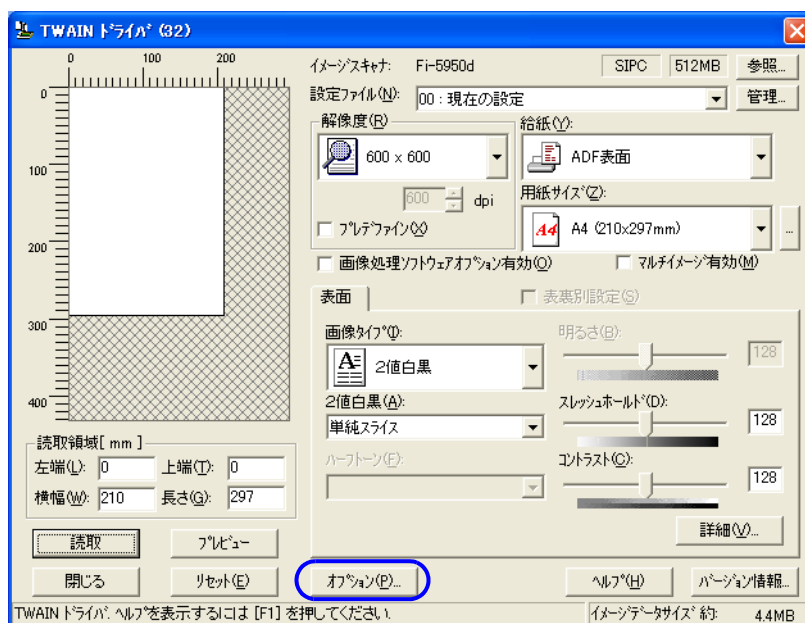 TWAIN ﾄﾞﾗｲﾊﾞ (32)
0 100 200
0
100
200
300
400
ｲﾒｰｼﾞｽｷｬﾅ: Fi-5950d SIPC 512MB 参照...
設定ﾌｧｲﾙ(N): 00 : 現在の設定 管理...
解像度(R)
600 × 600
600 dpi
ﾌﾟﾚﾃﾞﾌｧｲﾝ(X)
給紙(Y):
ADF表面
用紙ｻｲｽﾞ(Z):
A4 A4 (210x297mm) ...
画像処理ｿﾌﾄｳｪｱｵﾌﾟｼｮﾝ有効(O) ﾏﾙﾁｲﾒｰｼﾞ有効(M)
表面 表裏別設定(S)
画像ﾀｲﾌﾟ(I):
A 2値白黒
2値白黒(A):
単純ｽﾗｲｽ
ﾊｰﾌﾄｰﾝ(F):
明るさ(B):
128
ｽﾚｯｼｭﾎｰﾙﾄﾞ(D):
128
ｺﾝﾄﾗｽﾄ(C):
128
詳細(V)...
読取領域[ mm ]
左端(L): 0 上端(T): 0
横幅(W): 210 長さ(G): 297
読取 ﾌﾟﾚﾋﾞｭｰ
閉じる ﾘｾｯﾄ(E) ｵﾌﾟｼｮﾝ(P)... ﾍﾙﾌﾟ(H) ﾊﾞｰｼﾞｮﾝ情報...
TWAIN ﾄﾞﾗｲﾊﾞ. ﾍﾙﾌﾟを表示するには [F1] を押してください. ｲﾒｰｼﾞﾃﾞｰﾀｻｲｽﾞ 約: 4.4MB